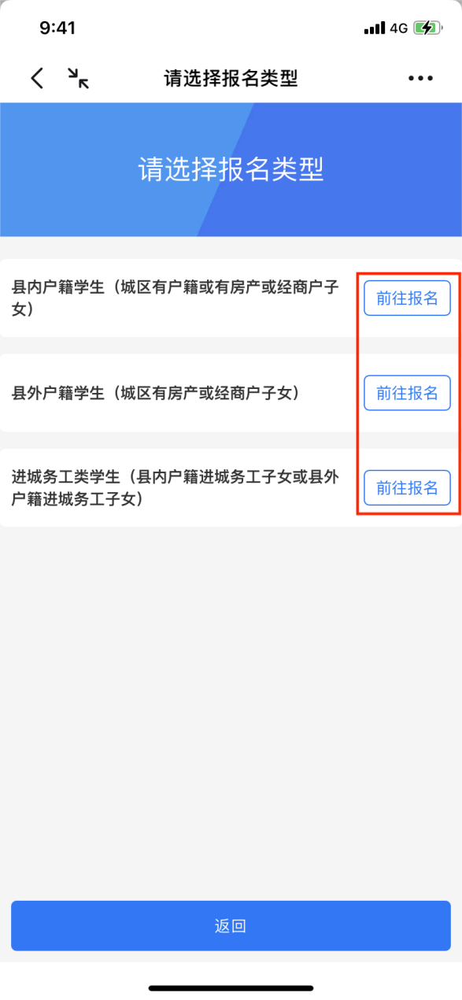 9:41
4G
请选择报名类型
请选择报名类型
县内户籍学生（城区有户籍或有房产或经商户子
女）
前往报名
县外户籍学生（城区有房产或经商户子女）
前往报名
进城务工类学生（县内户籍进城务工子女或县外
户籍进城务工子女）
前往报名
返回